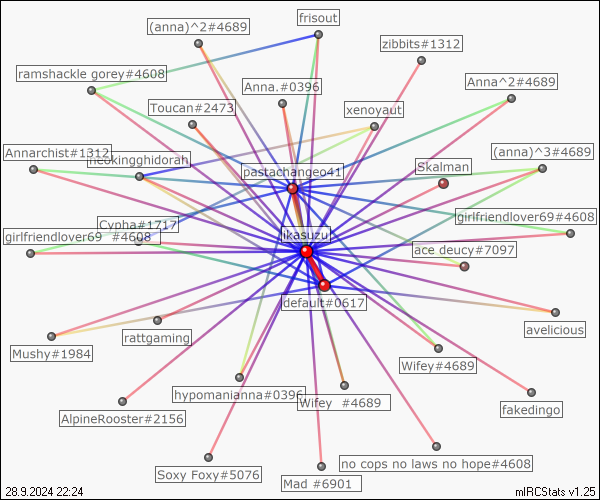 (anna)^2#4689
frisout
zibbits#1312
ramshackle gorey#4608
Anna.#0396
Anna^2#4689
Toucan#2473
xenoyaut
Annarchist#1312
neokingghidorah
pastachangeo41
Skalman
(anna)^3#4689
Cypha#1717
girlfriendlover69#4608
girlfriendlover69 #4608
ikasuzu
ace deucy#7097
default#0617
avelicious
rattgaming
Mushy#1984
Wifey#4689
hypomanianna#0396
Wifey #4689
fakedingo
AlpineRooster#2156
no cops no laws no hope#4608
Soxy Foxy#5076
Mad #6901
28.9.2024 22:24
mIRCStats v1.25